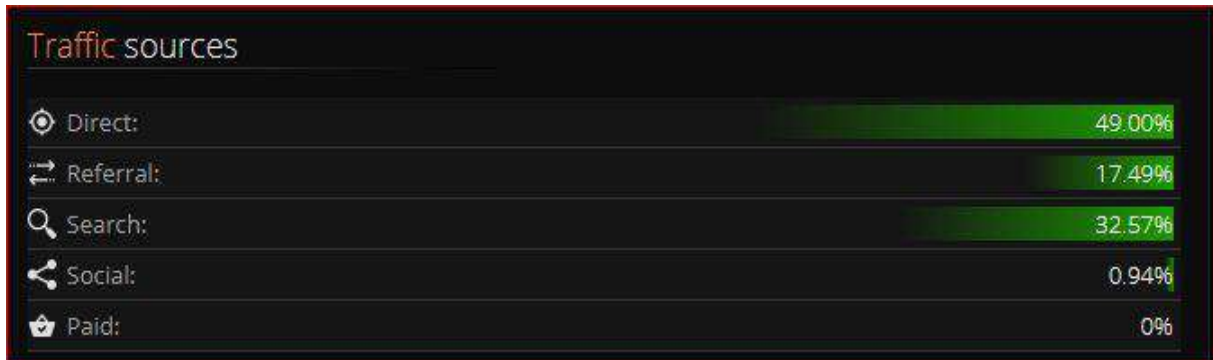 Traffic sources
Direct: 49.00%
Referral: 17.49%
Search: 32.57%
Social: 0.94%
Paid: 0%